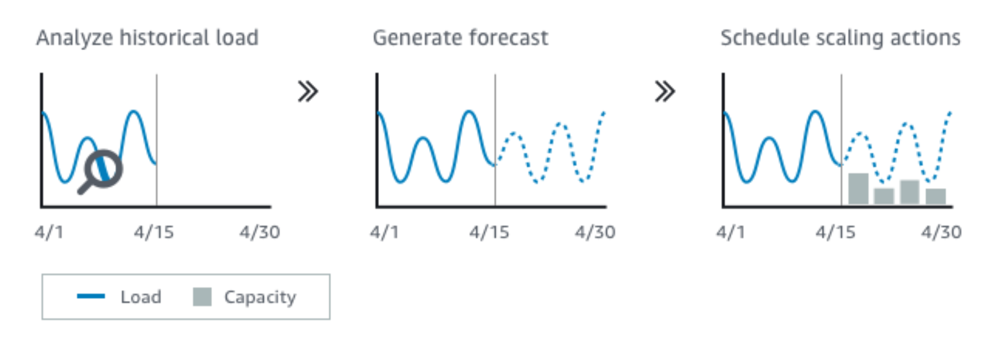 Analyze historical load
Generate forecast
Schedule scaling actions
4/1 4/15 4/30
4/1 4/15 4/30
4/1 4/15 4/30
Load Capacity